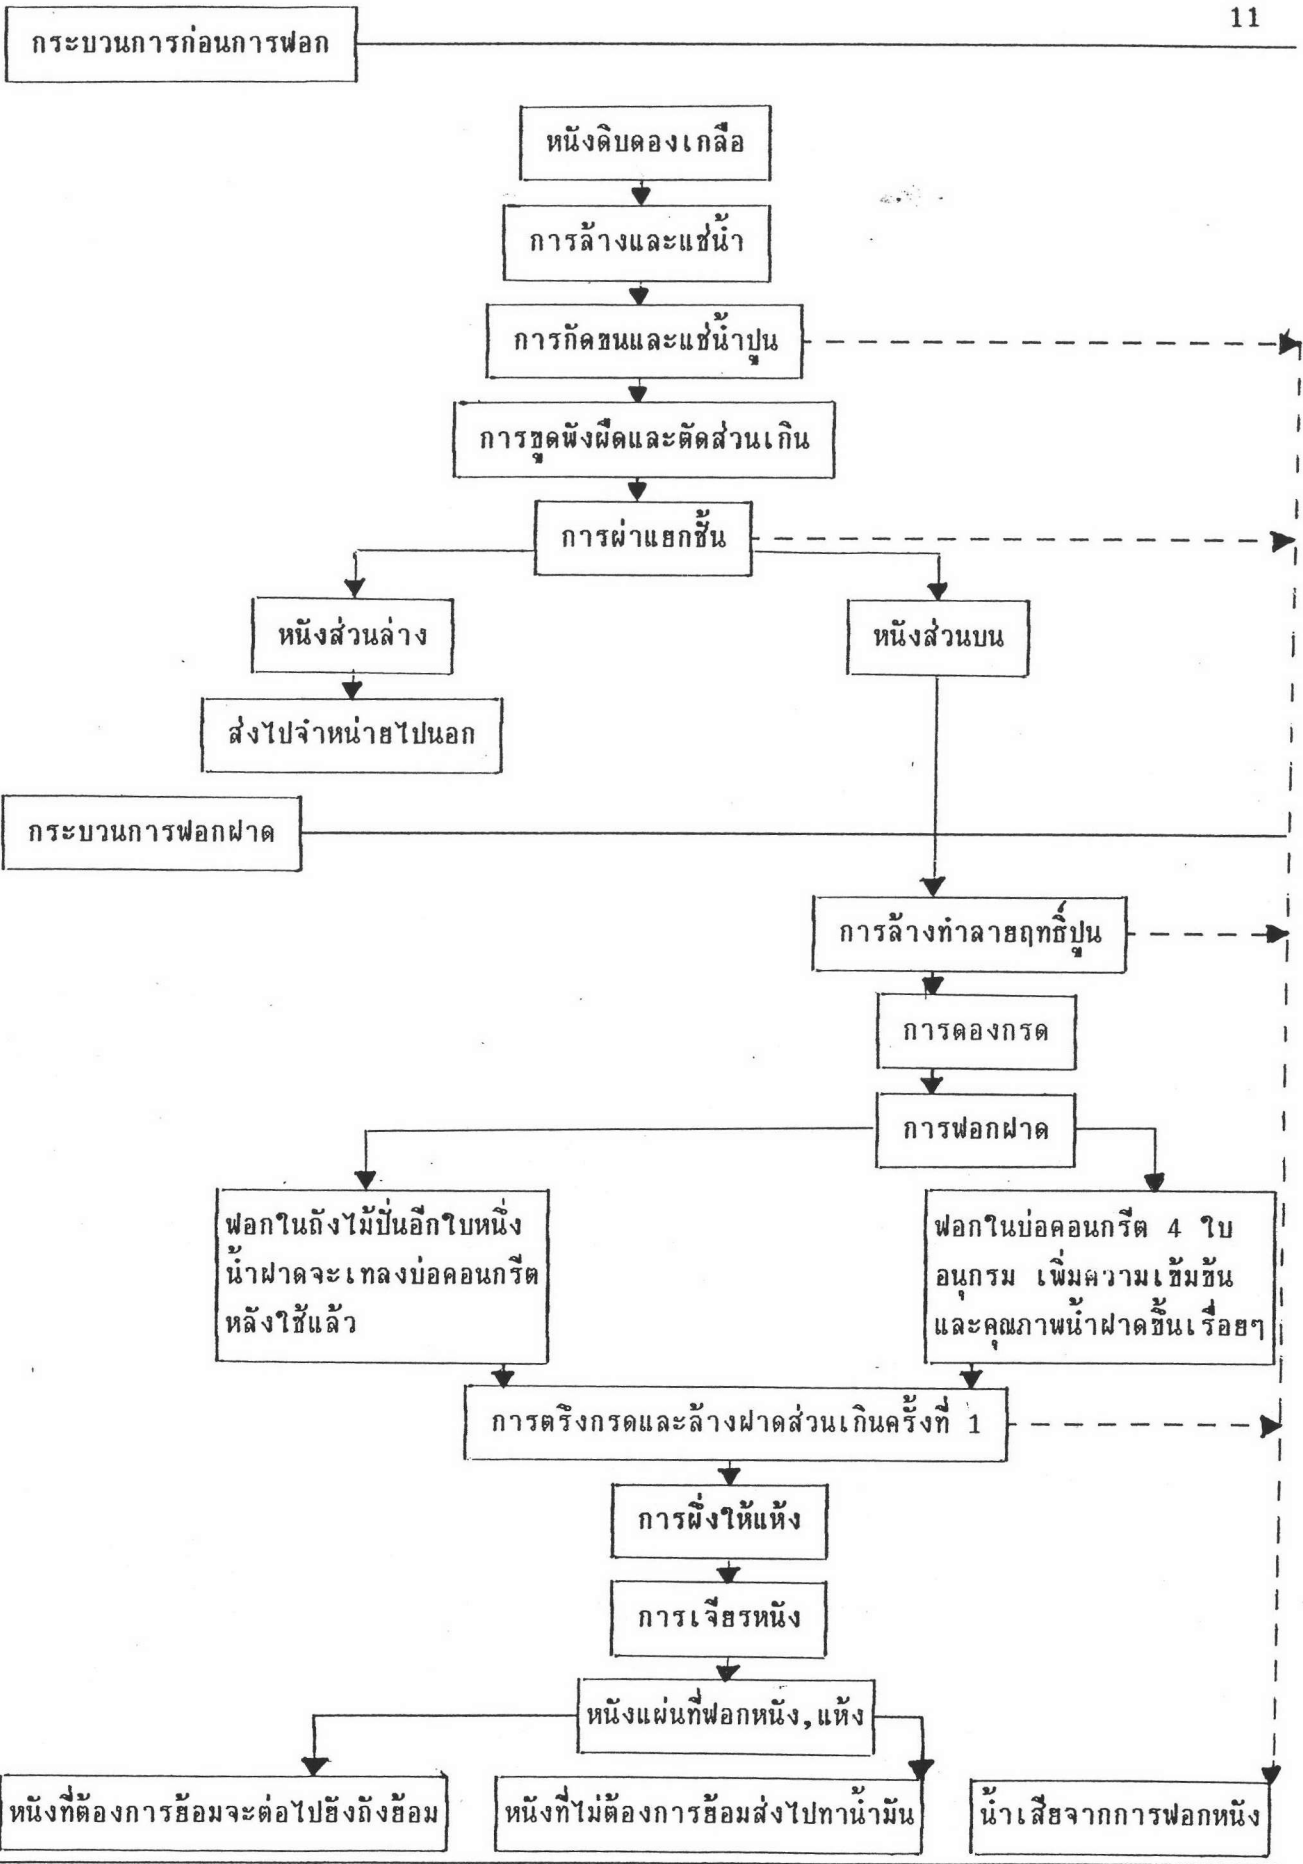 11
กระบวนการก่อนการฟอก
หนังดิบดองเกลือ
การล้างและแช่น้ำ
การกัดขนและแช่น้ำปูน
การขูดพังผืดและตัดส่วนเกิน
การผ่าแยกชั้น
หนังส่วนล่าง
หนังส่วนบน
ส่งไปจำหน่ายไปนอก
กระบวนการฟอกฝาด
การล้างทำลายฤทธิ์ปูน
การดองกรด
การฟอกฝาด
ฟอกในถังไม้ปั่นอีกใบหนึ่ง
น้ำฝาดจะเทลงบ่อคอนกรีต
หลังใช้แล้ว
ฟอกในบ่อคอนกรีต 4 ใบ
อนุกรม เพิ่มความเข้มข้น
และคุณภาพน้ำฝาดขึ้นเรื่อยๆ
การตรึงกรดและล้างฝาดส่วนเกินครั้งที่ 1
การผึ่งให้แห้ง
การเจียรหนัง
หนังแผ่นที่ฟอกหนัง,แห้ง
หนังที่ต้องการย้อมจะต่อไปยังถังย้อม
หนังที่ไม่ต้องการย้อมส่งไปทาน้ำมัน
น้ำเสียจากการฟอกหนัง